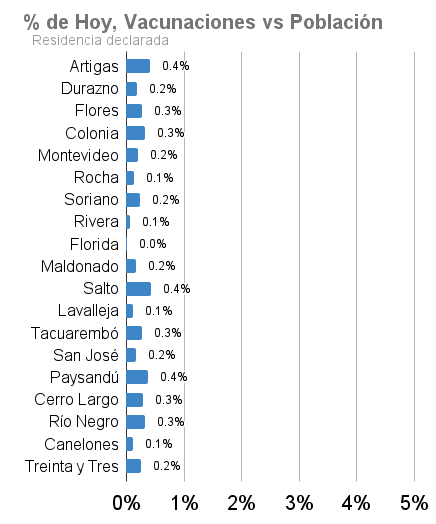 % de Hoy, Vacunaciones vs Población
Residencia declarada
Artigas 0.4%
Durazno 0.2%
Flores 0.3%
Colonia 0.3%
Montevideo 0.2%
Rocha 0.1%
Soriano 0.2%
Rivera 0.1%
Florida 0.0%
Maldonado 0.2%
Salto 0.4%
Lavalleja 0.1%
Tacuarembó 0.3%
San José 0.2%
Paysandú 0.4%
Cerro Largo 0.3%
Río Negro 0.3%
Canelones 0.1%
Treinta y Tres 0.2%
0% 1% 2% 3% 4% 5%